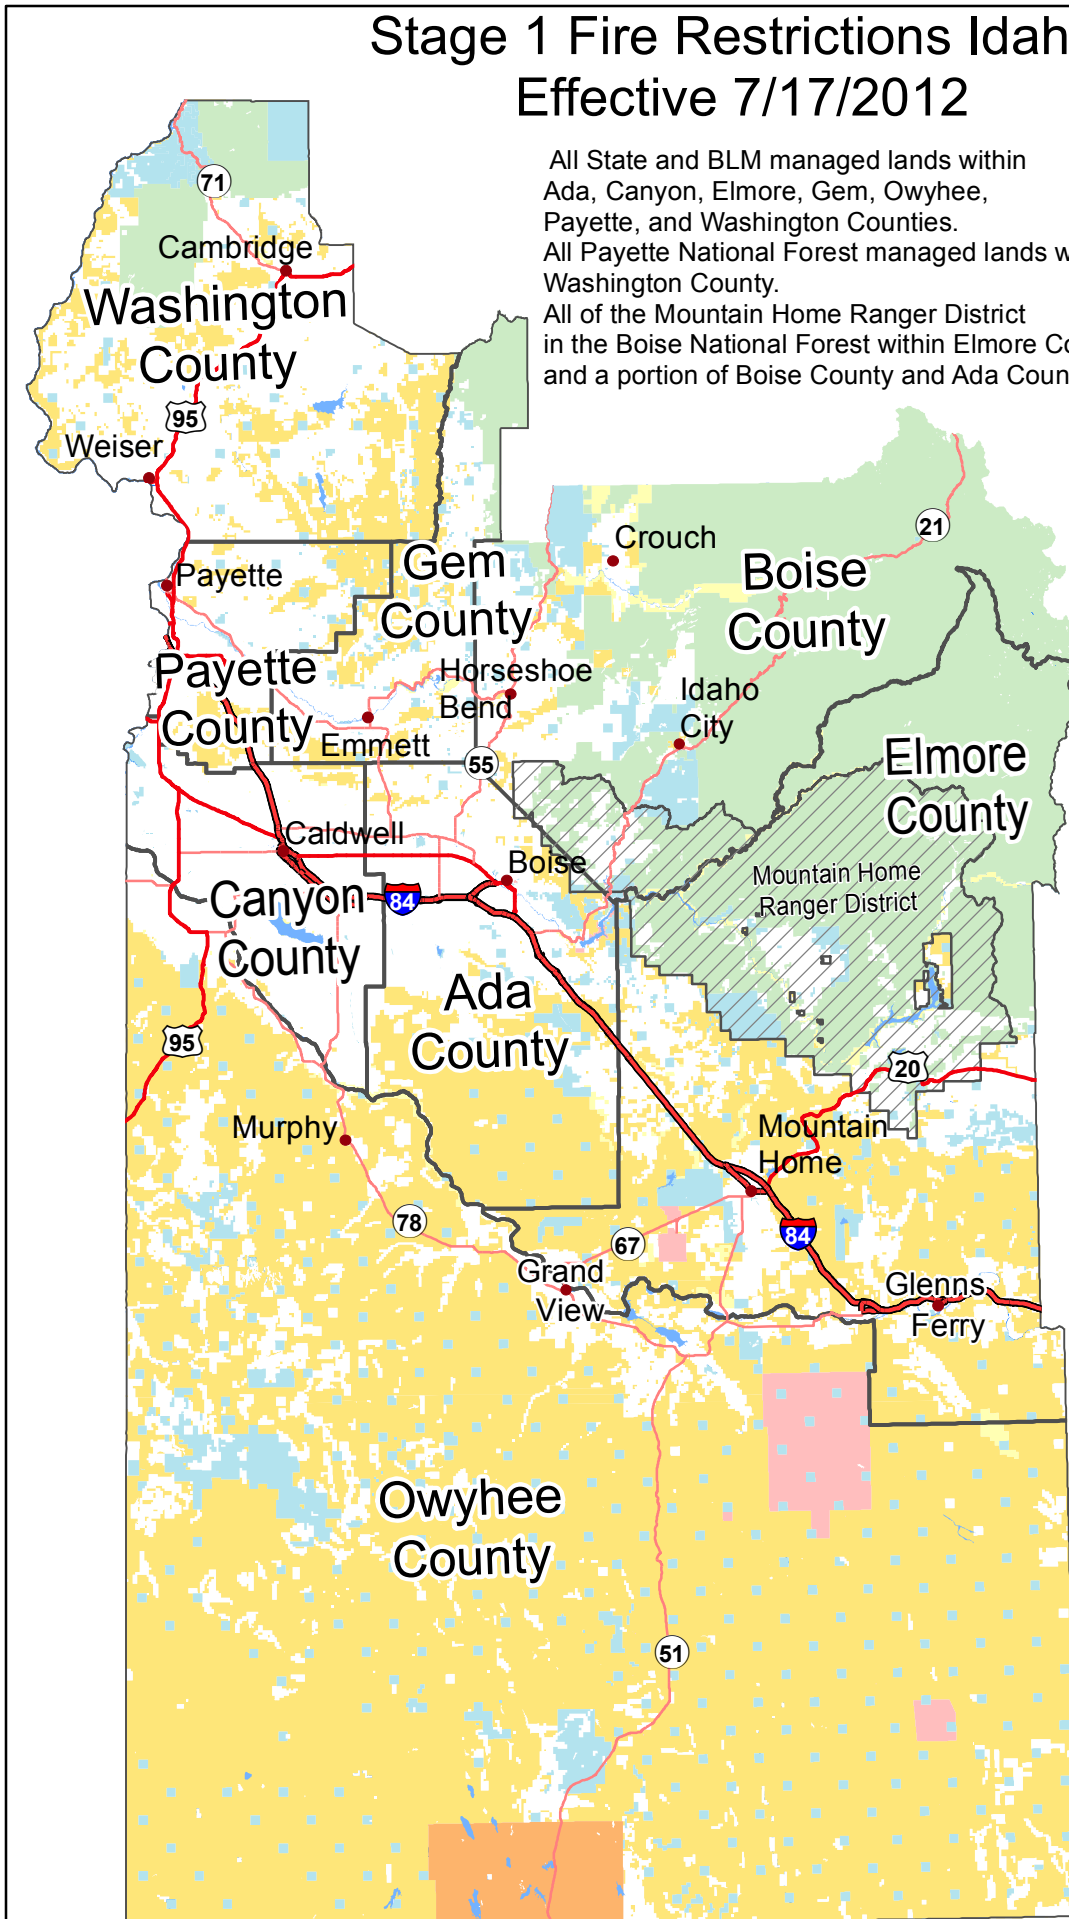 Stage 1 Fire Restrictions Idah
Effective 7/17/2012
All State and BLM managed lands within
Ada, Canyon, Elmore, Gem, Owyhee,
Payette, and Washington Counties.
All Payette National Forest managed lands w
Washington County.
All of the Mountain Home Ranger District
in the Boise National Forest within Elmore Co
and a portion of Boise County and Ada Coun
71
Cambridge
Washington
County
95
Weiser
Crouch
21
Gem
County
Boise
County
Payette
Payette
County
Horseshoe
Bend
Idaho
City
Emmett
55
Elmore
County
Caldwell
Boise
Mountain Home
Ranger District
Canyon
County
84
Ada
County
95
20
Murphy
Mountain
Home
78
67
84
Grand
View
Glenns
Ferry
Owyhee
County
51